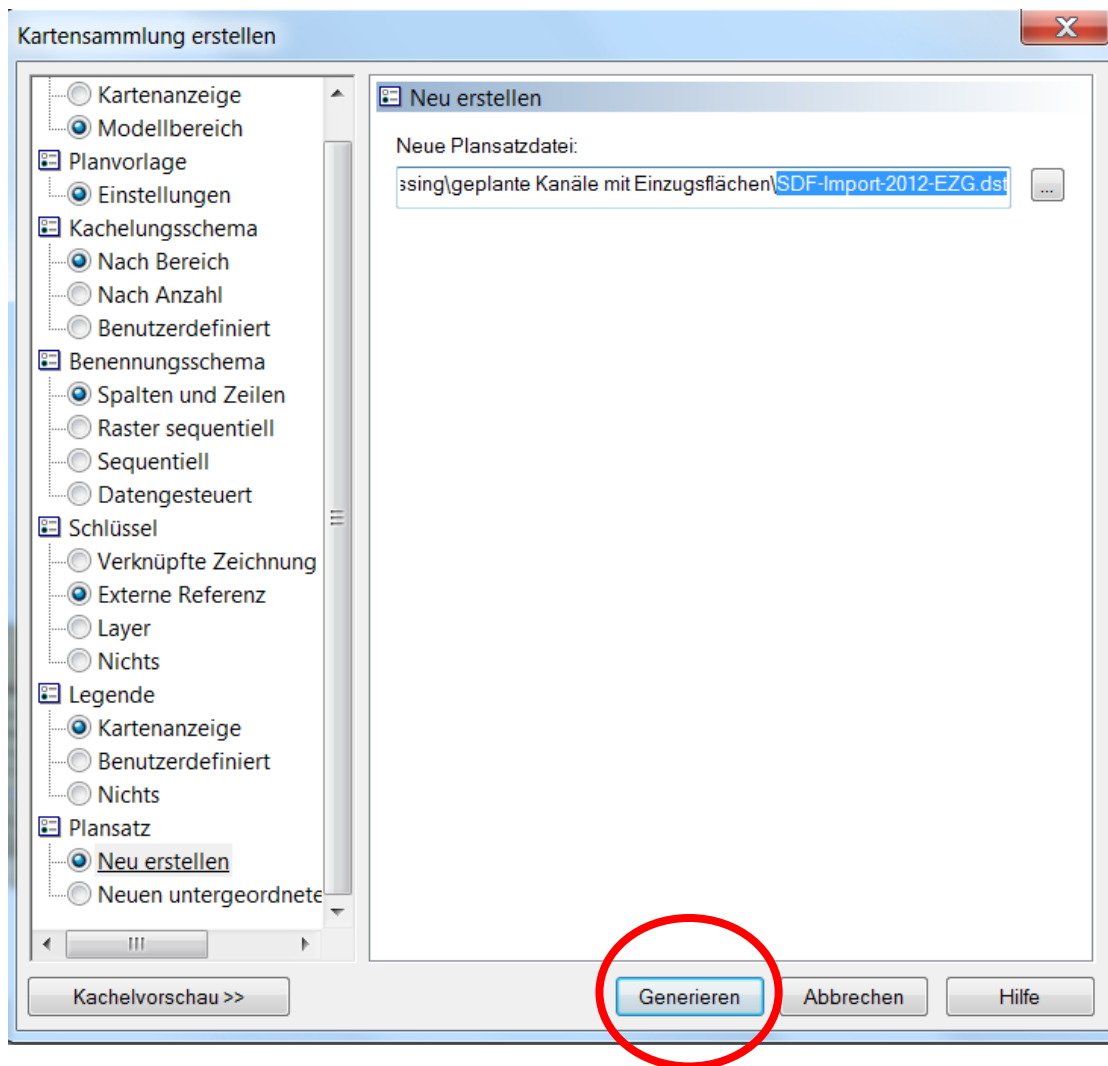 Kartensammlung erstellen
X
Kartenanzeige
Modellbereich
Planvorlage
Einstellungen
Kachelungsschema
Nach Bereich
Nach Anzahl
Benutzerdefiniert
Benennungsschema
Spalten und Zeilen
Raster sequentiell
Sequentiell
Datengesteuert
Schlüssel
Verknüpfte Zeichnung
Externe Referenz
Layer
Nichts
Legende
Kartenanzeige
Benutzerdefiniert
Nichts
Plansatz
Neu erstellen
Neuen untergeordnete
Neu erstellen
Neue Plansatzdatei:
ssing\geplante Kanäle mit Einzugsflächen\SDF-Import-2012-EZG.dst
...
Kachelvorschau >>
Generieren
Abbrechen
Hilfe